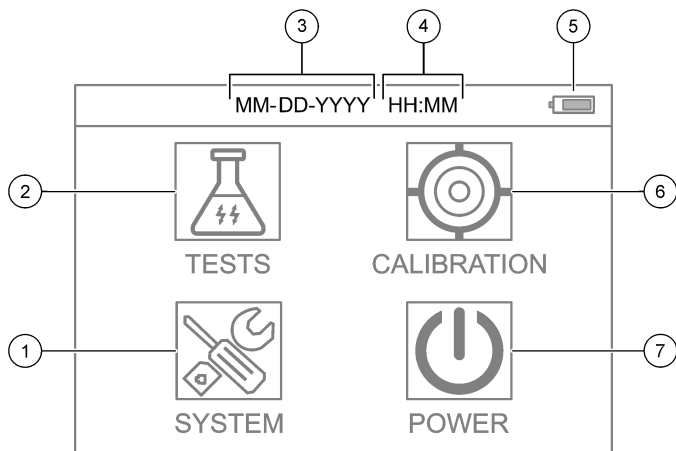 3 4 5
MM-DD-YYYY HH:MM
2 6
TESTS CALIBRATION
1 7
SYSTEM POWER